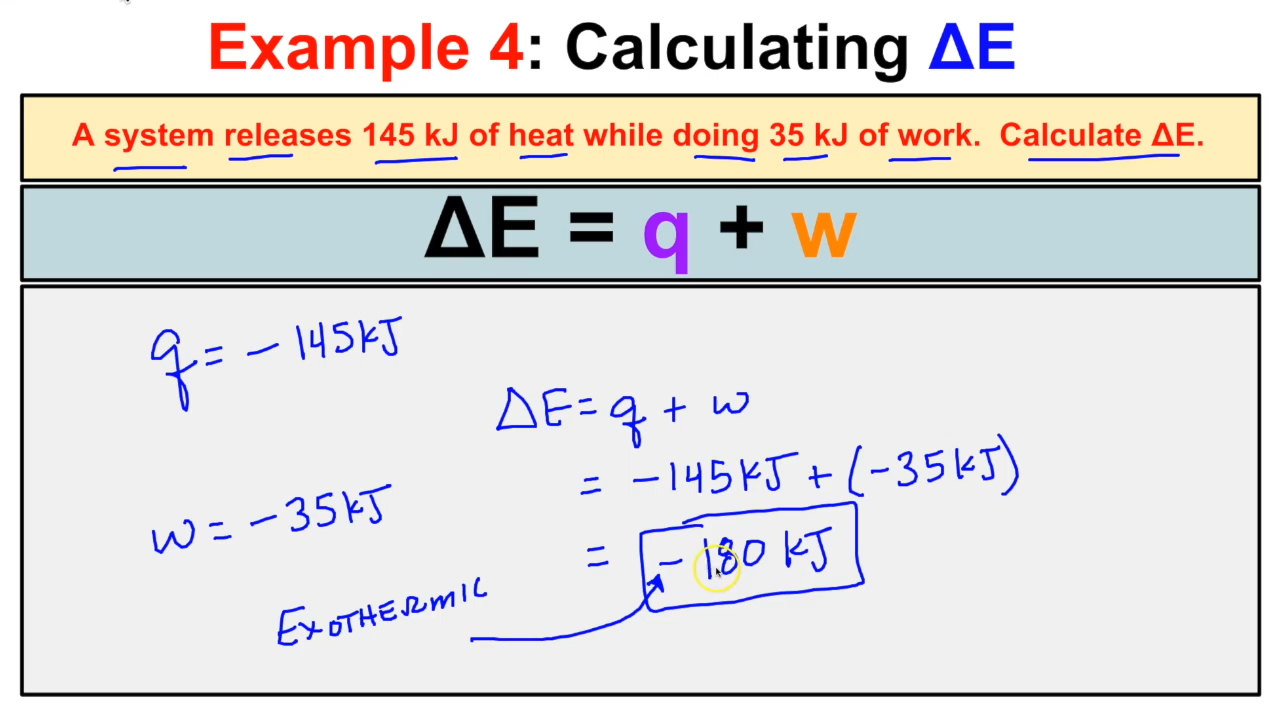 Example 4: Calculating ΔE
A system releases 145 kJ of heat while doing 35 kJ of work. Calculate ΔE.
ΔE = q + w
q = - 145 kJ
ΔE = q + w
= - 145 kJ + (-35 kJ)
w = - 35 kJ
= - 180 kJ
EXOTHERMIC